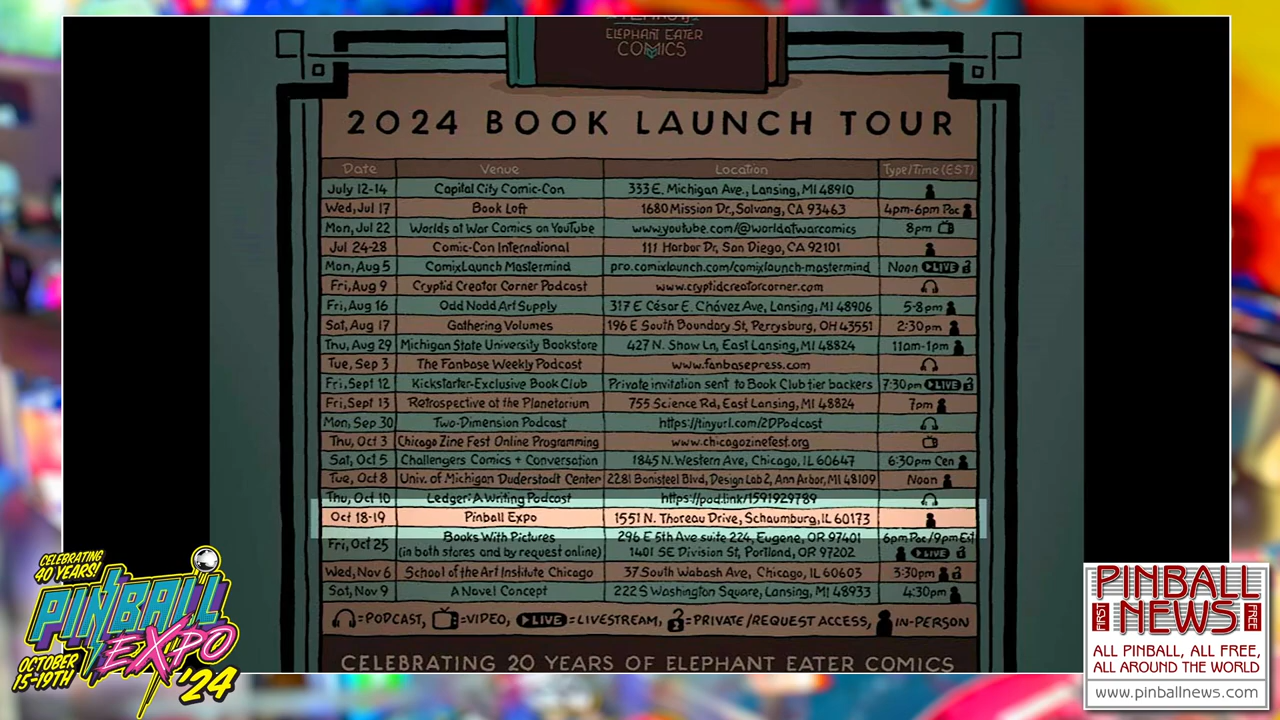 ELEPHANT EATER
COMICS
2024 BOOK LAUNCH TOUR
Date Venue Location Type/Time (EST)
July 12-14 Capital City Comic-Con 333 E. Michigan Ave., Lansing, MI 48910
Wed, Jul 17 Book Loft 1680 Mission Dr., Solvang, CA 93463 4pm-6pm Pac
Mon, Jul 22 Worlds at War Comics on YouTube www.youtube.com/@worldatwarcomics 8pm
Jul 24-28 Comic-Con International 111 Harbor Dr, San Diego, CA 92101
Mon, Aug 5 ComixLaunch Mastermind pro.comixlaunch.com/comixlaunch-mastermind Noon LIVE
Fri, Aug 9 Cryptid Creator Corner Podcast www.cryptidcreatorcorner.com
Fri, Aug 16 Odd Nodd Art Supply 317 E César E. Chávez Ave, Lansing, MI 48906 5-8pm
Sat, Aug 17 Gathering Volumes 196 E South Boundary St, Perrysburg, OH 43551 2:30pm
Thu, Aug 29 Michigan State University Bookstore 427 N. Shaw Ln, East Lansing, MI 48824 11am-1pm
Tue, Sep 3 The Fanbase Weekly Podcast www.fanbasepress.com
Fri, Sept 12 Kickstarter-Exclusive Book Club Private invitation sent to Book Club tier backers 7:30pm LIVE
Fri, Sept 13 Retrospective at the Planetarium 755 Science Rd, East Lansing, MI 48824 7pm
Mon, Sep 30 Two-Dimension Podcast https://tinyurl.com/2DPodcast
Thu, Oct 3 Chicago Zine Fest Online Programming www.chicagozinefest.org
Sat, Oct 5 Challengers Comics + Conversation 1845 N. Western Ave, Chicago, IL 60647 6:30pm Cen
Tue, Oct 8 Univ. of Michigan Duderstadt Center 2281 Bonisteel Blvd, Design Lab 2, Ann Arbor, MI 48109 Noon
Thu, Oct 10 Ledger: A Writing Podcast https://pod.link/1591929789
Oct 18-19 Pinball Expo 1551 N. Thoreau Drive, Schaumburg, IL 60173
Fri, Oct 25 Books With Pictures 296 E 5th Ave suite 224, Eugene, OR 97401 6pm Pac/9pm Est
(in both stores and by request online) 1401 SE Division St, Portland, OR 97202 LIVE
Wed, Nov 6 School of the Art Institute Chicago 37 South Wabash Ave, Chicago, IL 60603 3:30pm
Sat, Nov 9 A Novel Concept 222 S Washington Square, Lansing, MI 48933 4:30pm
=PODCAST, =VIDEO, LIVE =LIVESTREAM, =PRIVATE/REQUEST ACCESS, IN-PERSON
CELEBRATING 20 YEARS OF ELEPHANT EATER COMICS
CELEBRATING
40 YEARS!
PINBALL
EXPO
OCTOBER
15-19TH
'24
PINBALL
FIRST NEWS FREE
ALL PINBALL, ALL FREE,
ALL AROUND THE WORLD
www.pinballnews.com